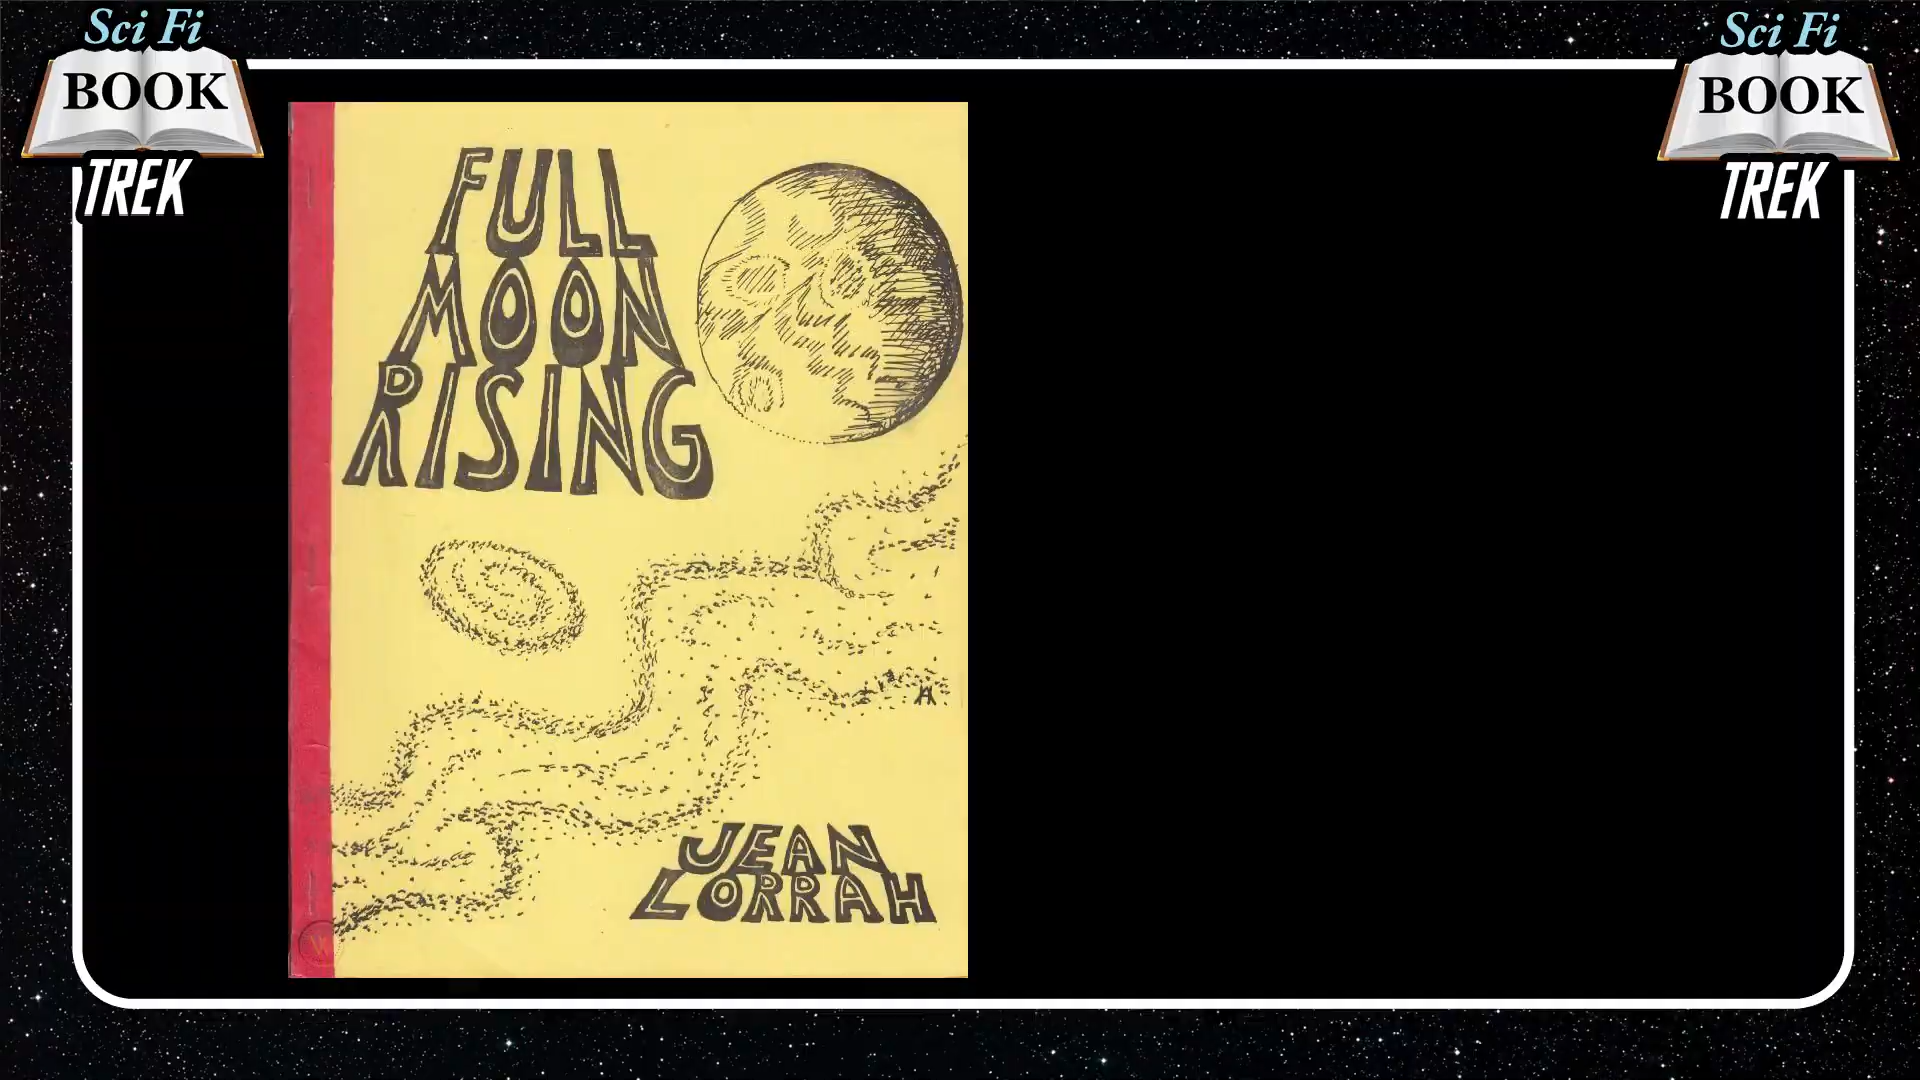 Sci Fi
BOOK
TREK
Sci Fi
BOOK
TREK
FULL
MOON
RISING
JEAN
LORRAH